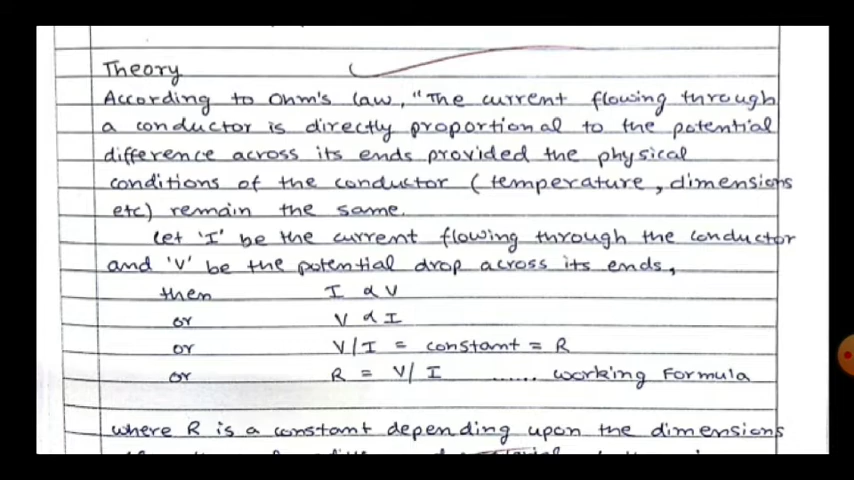 Theory
According to Ohm's law, "The current flowing through
a conductor is directly proportional to the potential
difference across its ends provided the physical
conditions of the conductor (temperature, dimensions
etc) remain the same.
Let 'I' be the current flowing through the conductor
and 'V' be the potential drop across its ends,
then I ∝ V
or V ∝ I
or V/I = constant = R
or R = V/I ...... working Formula
where R is a constant depending upon the dimensions